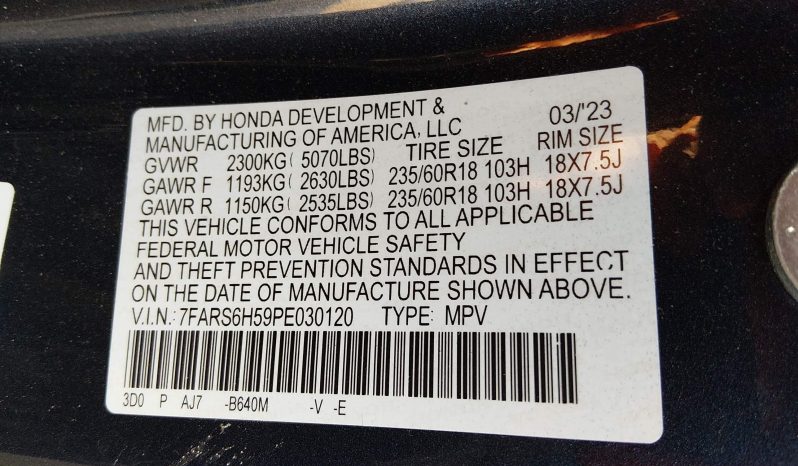 MFD. BY HONDA DEVELOPMENT & 03/'23
MANUFACTURING OF AMERICA, LLC
GVWR 2300KG( 5070LBS) TIRE SIZE RIM SIZE
GAWR F 1193KG( 2630LBS) 235/60R18 103H 18X7.5J
GAWR R 1150KG( 2535LBS) 235/60R18 103H 18X7.5J
THIS VEHICLE CONFORMS TO ALL APPLICABLE
FEDERAL MOTOR VEHICLE SAFETY
AND THEFT PREVENTION STANDARDS IN EFFECT
ON THE DATE OF MANUFACTURE SHOWN ABOVE.
V.I.N.: 7FARS6H59PE030120 TYPE: MPV
3D0 P AJ7 -B640M -V -E